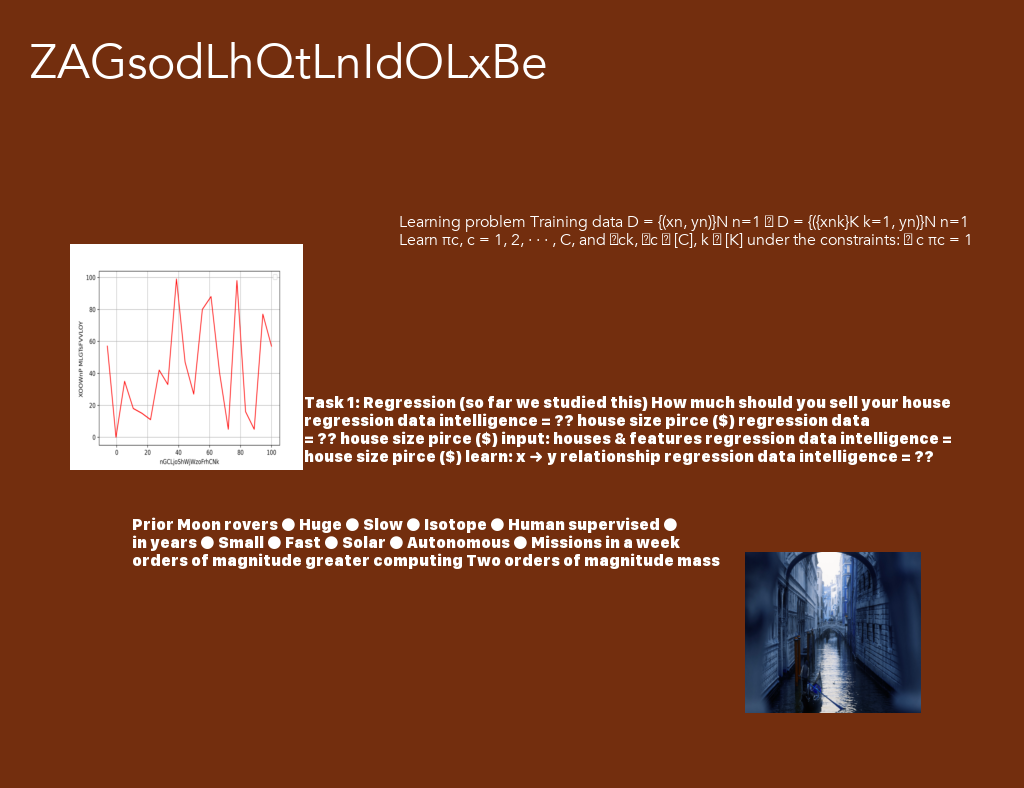 ZAGsodLhQtLnIdOLxBe
Learning problem Training data D = {(xn, yn)}N n=1 D = {({xnk}K k=1, yn)}N n=1
Learn πc, c = 1, 2, · · · , C, and ck, c [C], k [K] under the constraints: c πc = 1
100
80
60
40
20
0
0 20 40 60 80 100
nGCLjoShWjWzoFrhCNk
Task 1: Regression (so far we studied this) How much should you sell your house
regression data intelligence = ?? house size pirce ($) regression data
= ?? house size pirce ($) input: houses & features regression data intelligence =
house size pirce ($) learn: x → y relationship regression data intelligence = ??
Prior Moon rovers ● Huge ● Slow ● Isotope ● Human supervised ●
in years ● Small ● Fast ● Solar ● Autonomous ● Missions in a week
orders of magnitude greater computing Two orders of magnitude mass